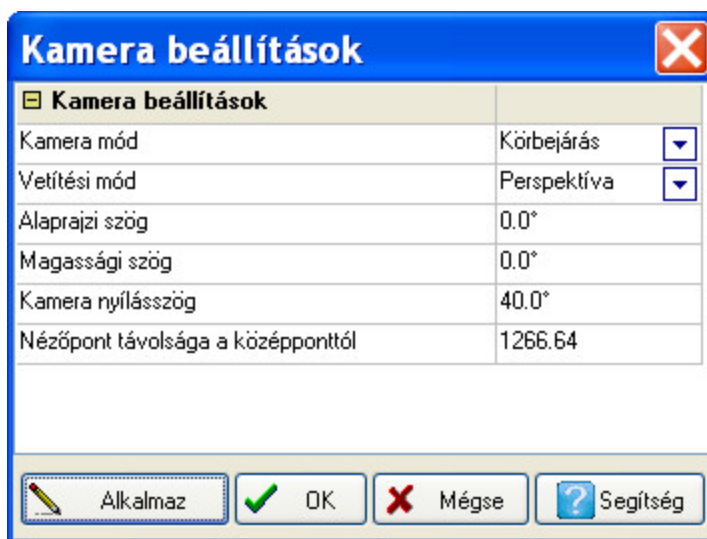 Kamera beállítások
Kamera beállítások
Kamera mód Körbejárás
Vetítési mód Perspektíva
Alaprajzi szög 0.0°
Magassági szög 0.0°
Kamera nyílásszög 40.0°
Nézőpont távolsága a középponttól 1266.64
Alkalmaz OK Mégse Segítség